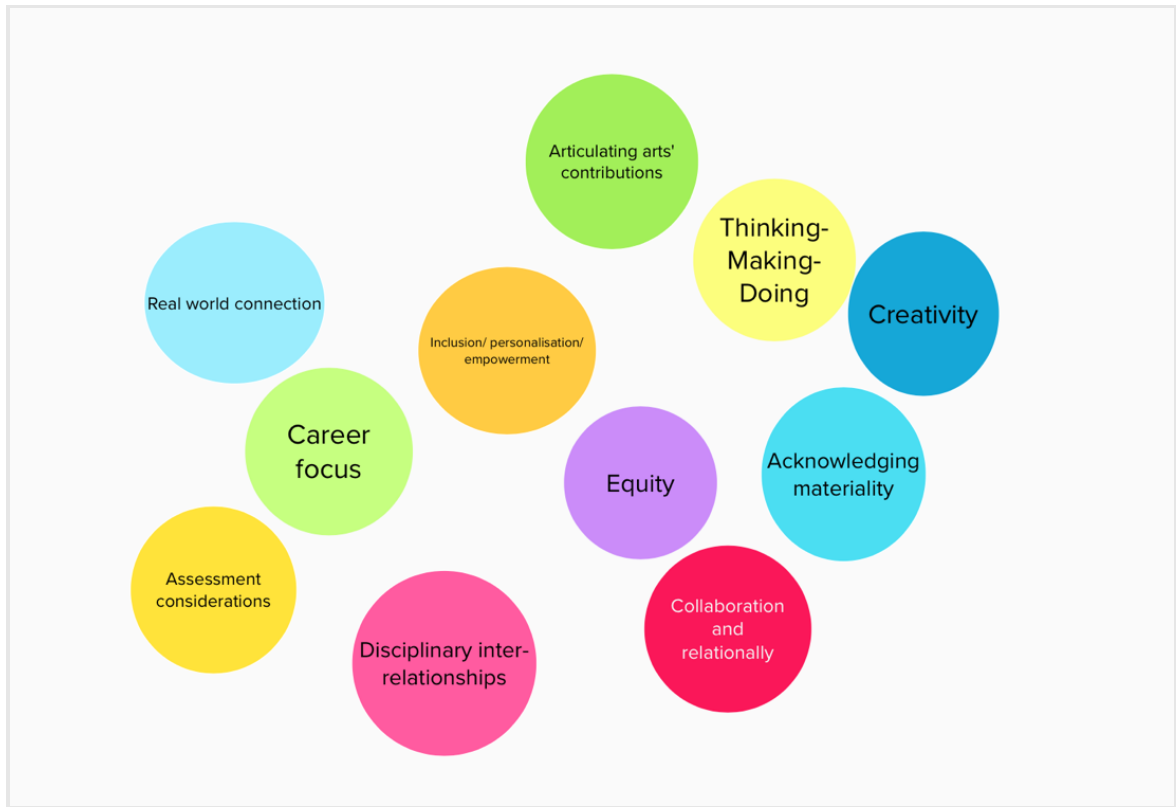 Articulating arts'
contributions
Thinking-
Making-
Doing
Creativity
Real world connection
Inclusion/ personalisation/
empowerment
Career
focus
Equity
Acknowledging
materiality
Assessment
considerations
Disciplinary inter-
relationships
Collaboration
and
relationally